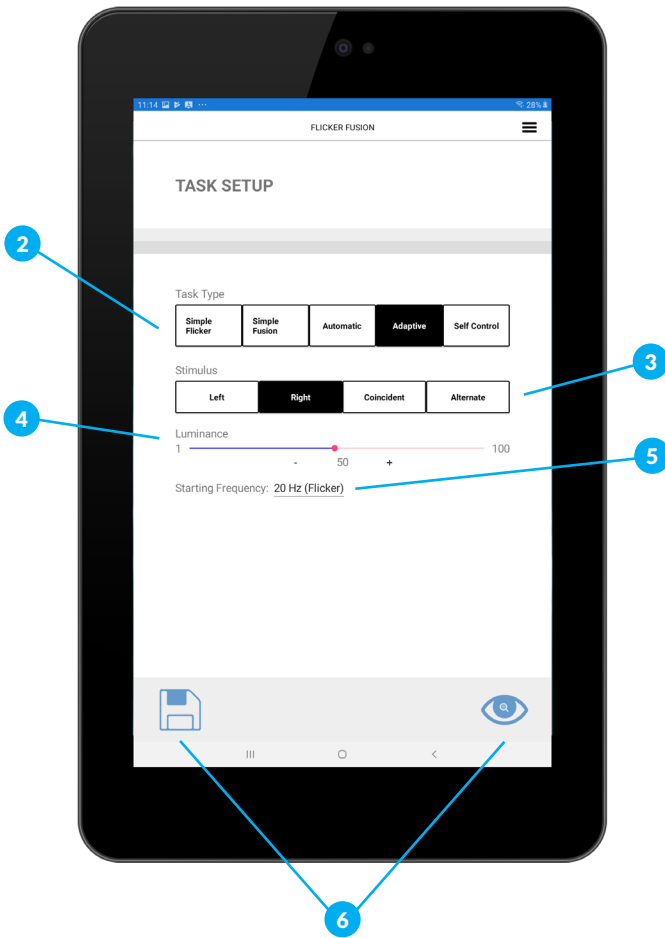 11:14 ... 28%
FLICKER FUSION
TASK SETUP
2
Task Type
Simple Flicker Simple Fusion Automatic Adaptive Self Control
3
Stimulus
Left Right Coincident Alternate
4
Luminance
1 100
- 50 +
5
Starting Frequency: 20 Hz (Flicker)
6